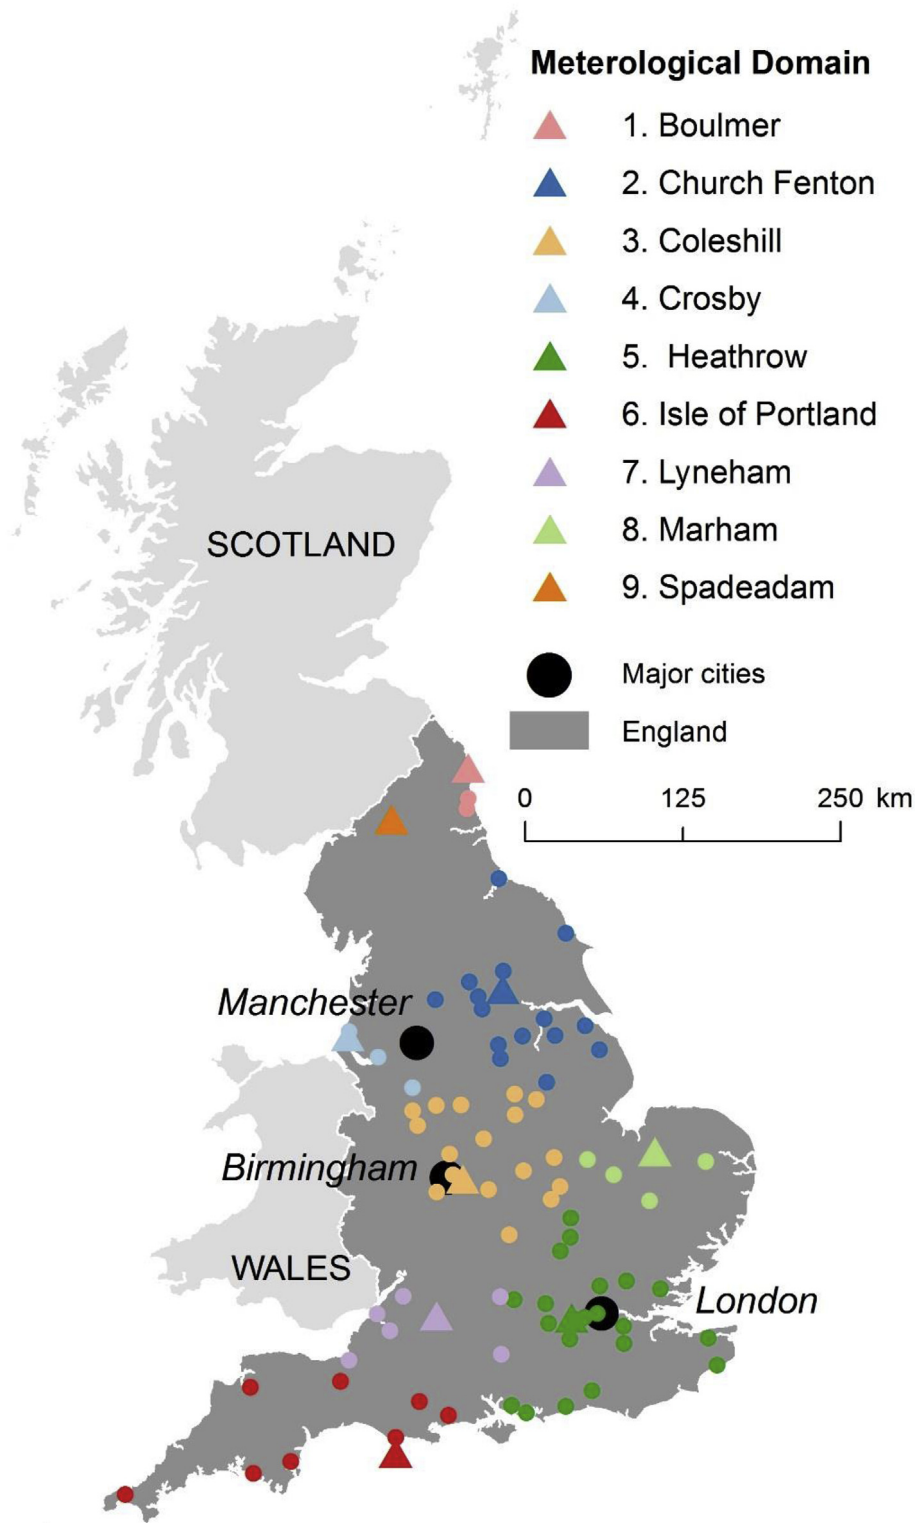 Meterological Domain
1. Boulmer
2. Church Fenton
3. Coleshill
4. Crosby
5. Heathrow
6. Isle of Portland
7. Lyneham
8. Marham
9. Spadeadam
SCOTLAND
Major cities
England
0 125 250 km
Manchester
Birmingham
WALES
London